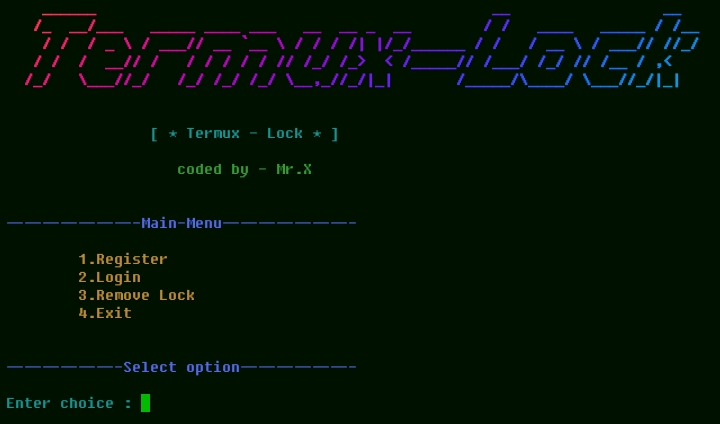 Termux-Lock
[ * Termux - Lock * ]
coded by - Mr.X
---------------Main-Menu---------------
1.Register
2.Login
3.Remove Lock
4.Exit
-------------Select option-------------
Enter choice :